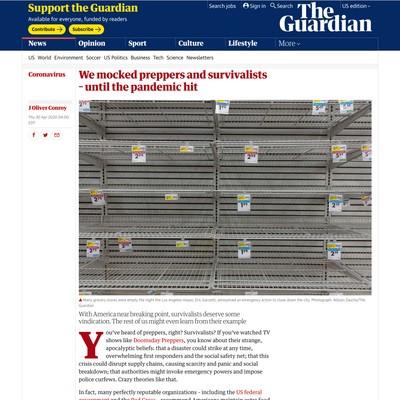 Support the Guardian
Available for everyone, funded by readers
Contribute →
Subscribe →
Search jobs
Sign in
Search
US edition
The
Guardian
News
Opinion
Sport
Culture
Lifestyle
More
US World Environment Soccer US Politics Business Tech Science Newsletters
Coronavirus
We mocked preppers and survivalists
– until the pandemic hit
J Oliver Conroy
Thu 30 Apr 2020
EDT
Many grocery stores were empty the night the Los Angeles mayor, Eric Garcetti, announced an emergency action to close down the city. Photograph: Allison Zaucha/The
Guardian
With America near breaking point, survivalists deserve some
vindication. The rest of us might even learn from their example
You've heard of preppers, right? Survivalists? If you've watched TV
shows like Doomsday Preppers, you know about their strange,
apocalyptic beliefs: that a disaster could strike at any time,
overwhelming first responders and the social safety net; that this
crisis could disrupt supply chains, causing scarcity and panic and social
breakdown; that authorities might invoke emergency powers and impose
police curfews. Crazy theories like that.
In fact, many perfectly reputable organizations – including the US federal
government and the Red Cross – recommend Americans maintain extra food